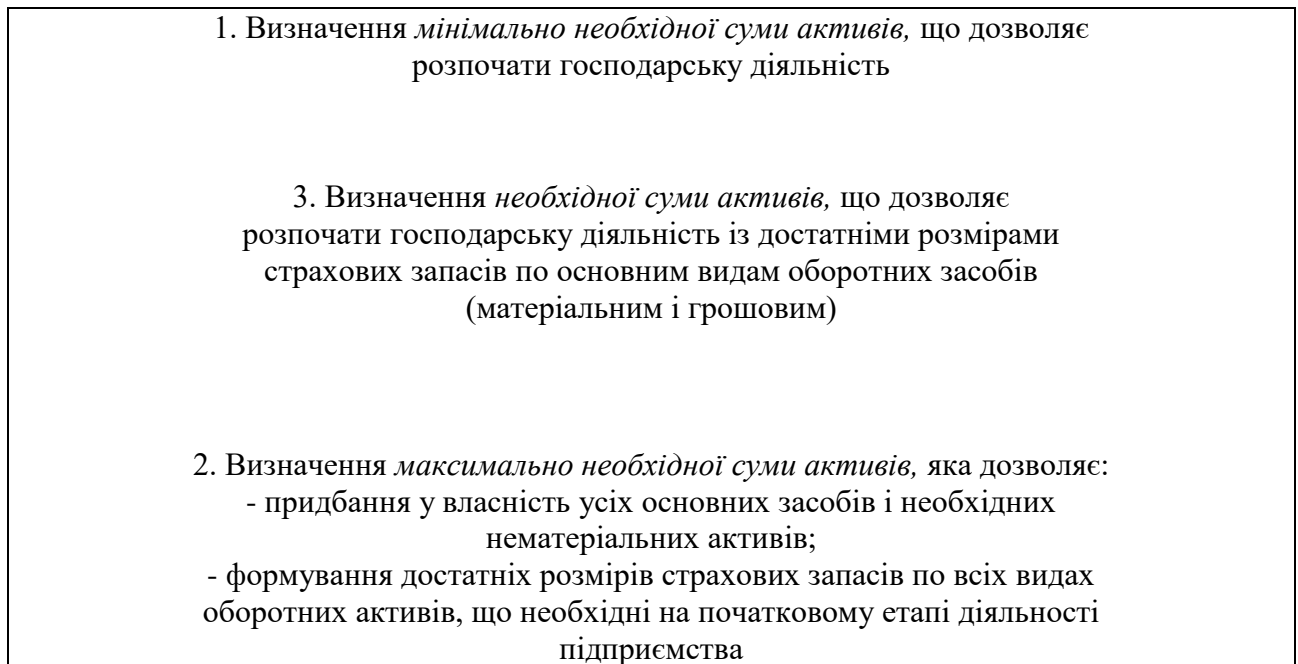 1. Визначення мінімально необхідної суми активів, що дозволяє
розпочати господарську діяльність
3. Визначення необхідної суми активів, що дозволяє
розпочати господарську діяльність із достатніми розмірами
страхових запасів по основним видам оборотних засобів
(матеріальним і грошовим)
2. Визначення максимально необхідної суми активів, яка дозволяє:
- придбання у власність усіх основних засобів і необхідних
нематеріальних активів;
- формування достатніх розмірів страхових запасів по всіх видах
оборотних активів, що необхідні на початковому етапі діяльності
підприємства